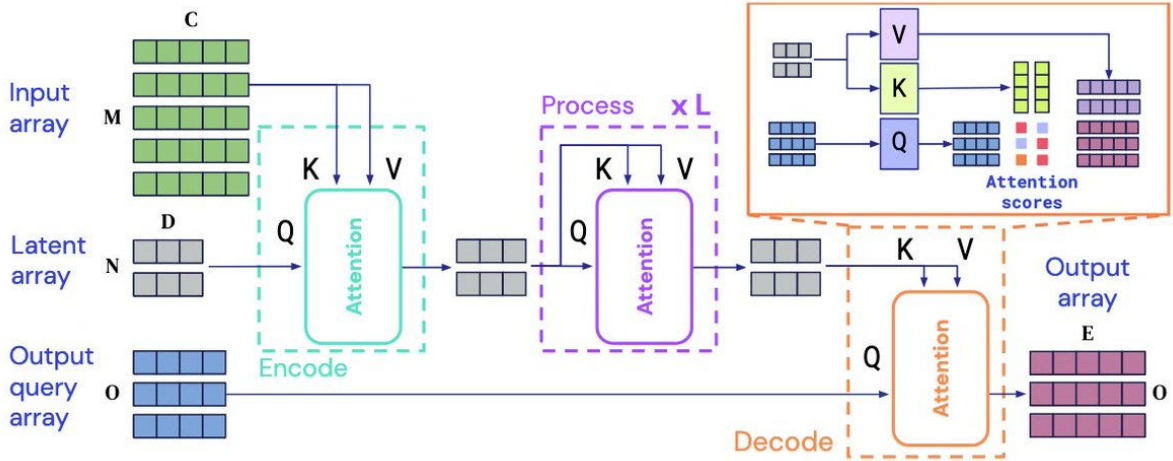 C
Input
array
M
Process x L
K V
Attention
Q
Encode
D
Latent
array
N
K V
Attention
Q
Output
query
array
O
K V
Attention
Q
Decode
Output
array
E
O
V
K
Q
Attention
scores